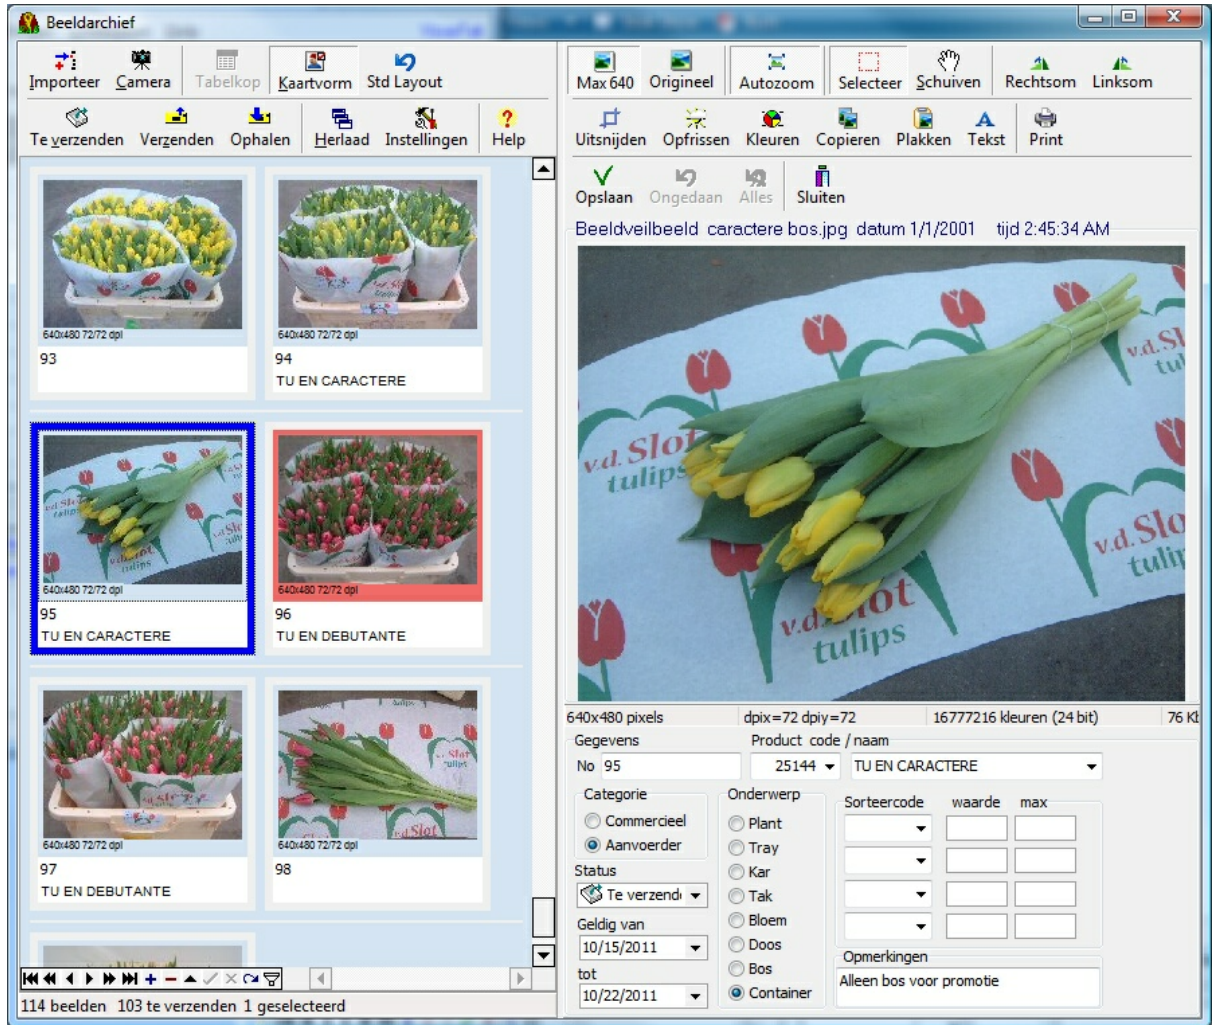 Beeldarchief
Importeer Camera Tabelkop Kaartvorm Std Layout
Te verzenden Verzenden Ophalen Herlaad Instellingen Help
640x480 72/72 dpi
93
640x480 72/72 dpi
94
TU EN CARACTERE
640x480 72/72 dpi
95
TU EN CARACTERE
640x480 72/72 dpi
96
TU EN DEBUTANTE
640x480 72/72 dpi
97
TU EN DEBUTANTE
640x480 72/72 dpi
98
114 beelden 103 te verzenden 1 geselecteerd
Max 640 Origineel Autozoom Selecteer Schuiven Rechtsom Linksom
Uitsnijden Opfrissen Kleuren Copieren Plakken Tekst Print
Opslaan Ongedaan Alles Sluiten
Beeldveilbeeld caractere bos.jpg datum 1/1/2001 tijd 2:45:34 AM
v.d. Slot
tulips
v.d. Slot
tulips
640x480 pixels dpix=72 dpiy=72 16777216 kleuren (24 bit) 76 Kb
Gegevens Product code / naam
No 95 25144 TU EN CARACTERE
Categorie
Commercieel
Aanvoerder
Status
Te verzende
Geldig van
10/15/2011
tot
10/22/2011
Onderwerp
Plant
Tray
Kar
Tak
Bloem
Doos
Bos
Container
Sorteercode waarde max
Opmerkingen
Alleen bos voor promotie